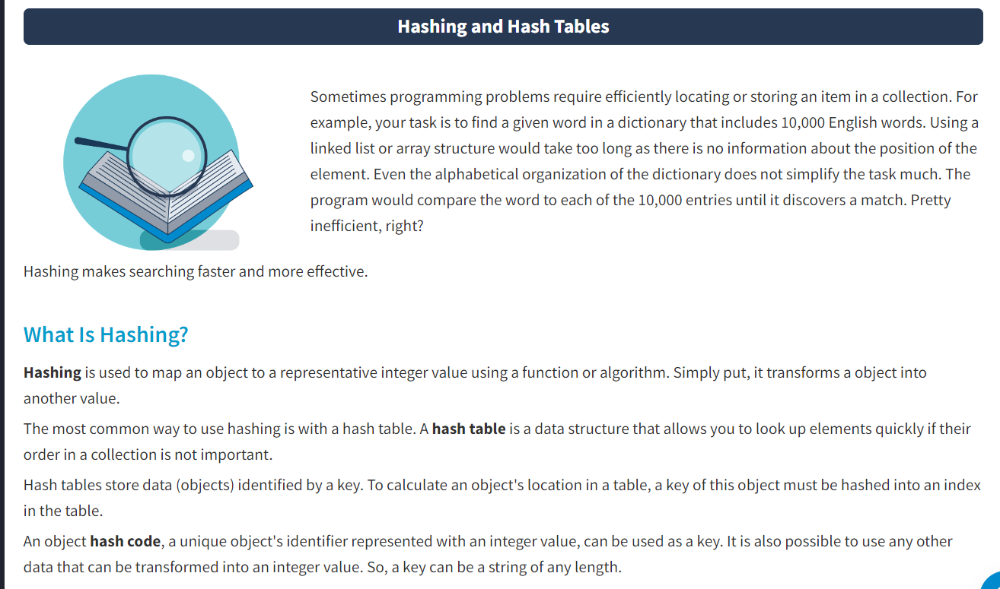 Hashing and Hash Tables
Sometimes programming problems require efficiently locating or storing an item in a collection. For
example, your task is to find a given word in a dictionary that includes 10,000 English words. Using a
linked list or array structure would take too long as there is no information about the position of the
element. Even the alphabetical organization of the dictionary does not simplify the task much. The
program would compare the word to each of the 10,000 entries until it discovers a match. Pretty
inefficient, right?
Hashing makes searching faster and more effective.
What Is Hashing?
Hashing is used to map an object to a representative integer value using a function or algorithm. Simply put, it transforms a object into
another value.
The most common way to use hashing is with a hash table. A hash table is a data structure that allows you to look up elements quickly if their
order in a collection is not important.
Hash tables store data (objects) identified by a key. To calculate an object's location in a table, a key of this object must be hashed into an index
in the table.
An object hash code, a unique object's identifier represented with an integer value, can be used as a key. It is also possible to use any other
data that can be transformed into an integer value. So, a key can be a string of any length.